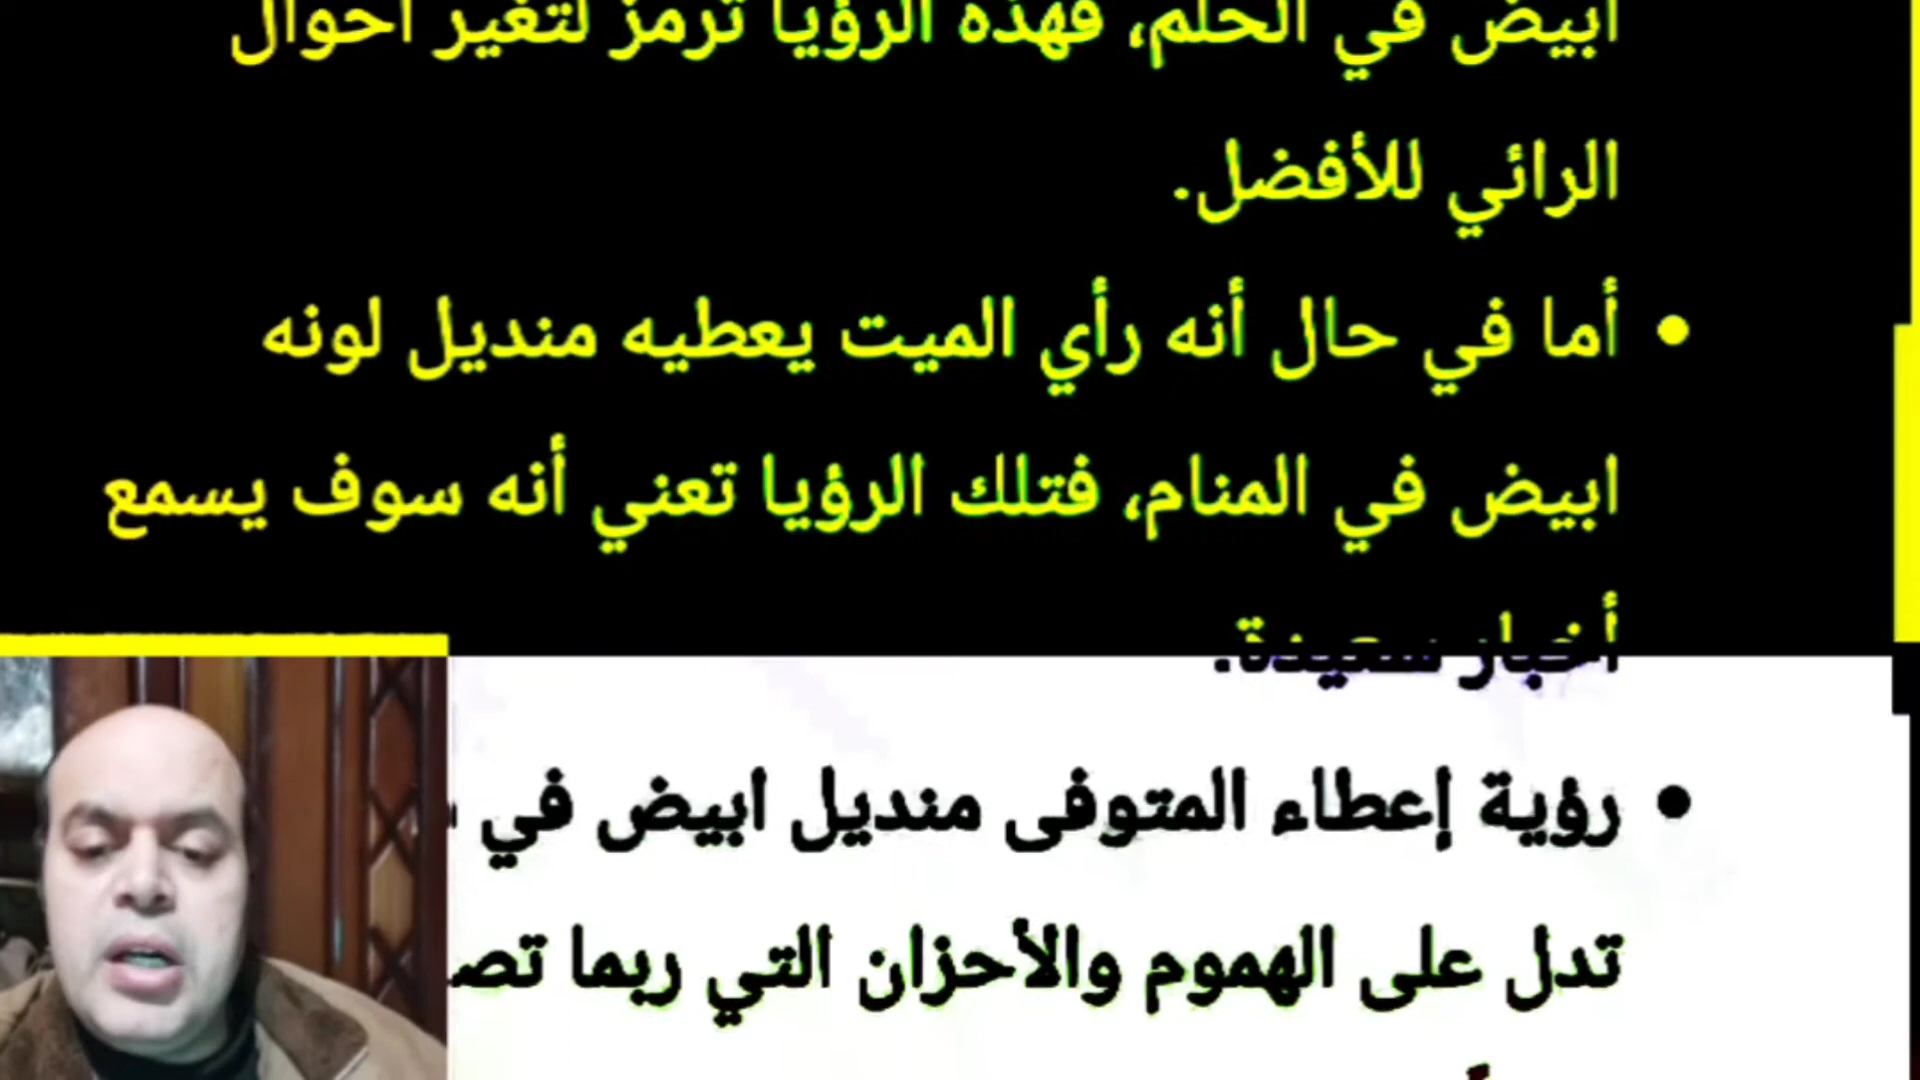 ابيض في الحلم، فهذه الرؤيا ترمز لتغير احوال
الرائي للأفضل.
• أما في حال أنه رأي الميت يعطيه منديل لونه
ابيض في المنام، فتلك الرؤيا تعني أنه سوف يسمع
أخبار سعيدة.
• رؤية إعطاء المتوفى منديل ابيض في
تدل على الهموم والأحزان التي ربما